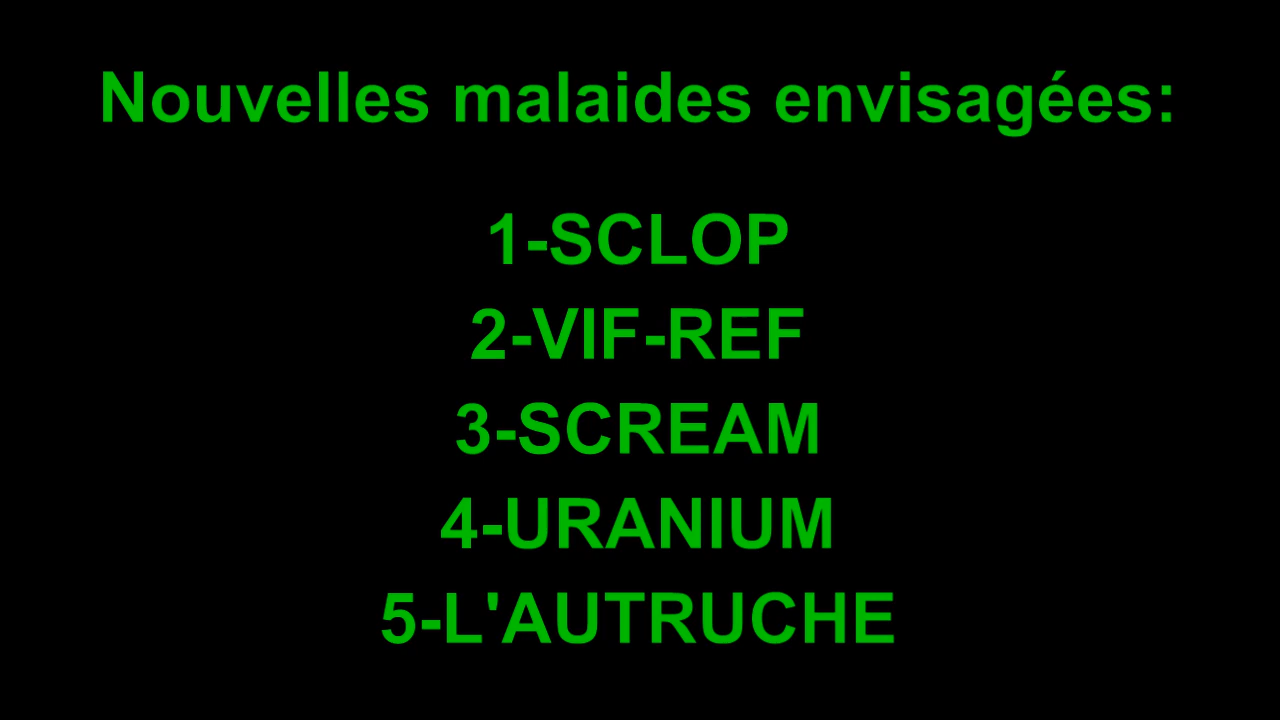 Nouvelles malaides envisagées:
1-SCLOP
2-VIF-REF
3-SCREAM
4-URANIUM
5-L'AUTRUCHE